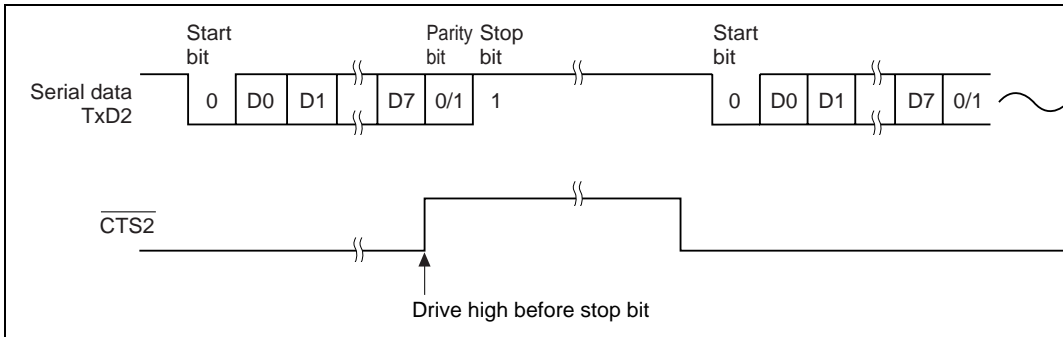 Start bit
Parity bit
Stop bit
Start bit
Serial data TxD2
0 D0 D1 D7 0/1 1 0 D0 D1 D7 0/1
CTS2
Drive high before stop bit